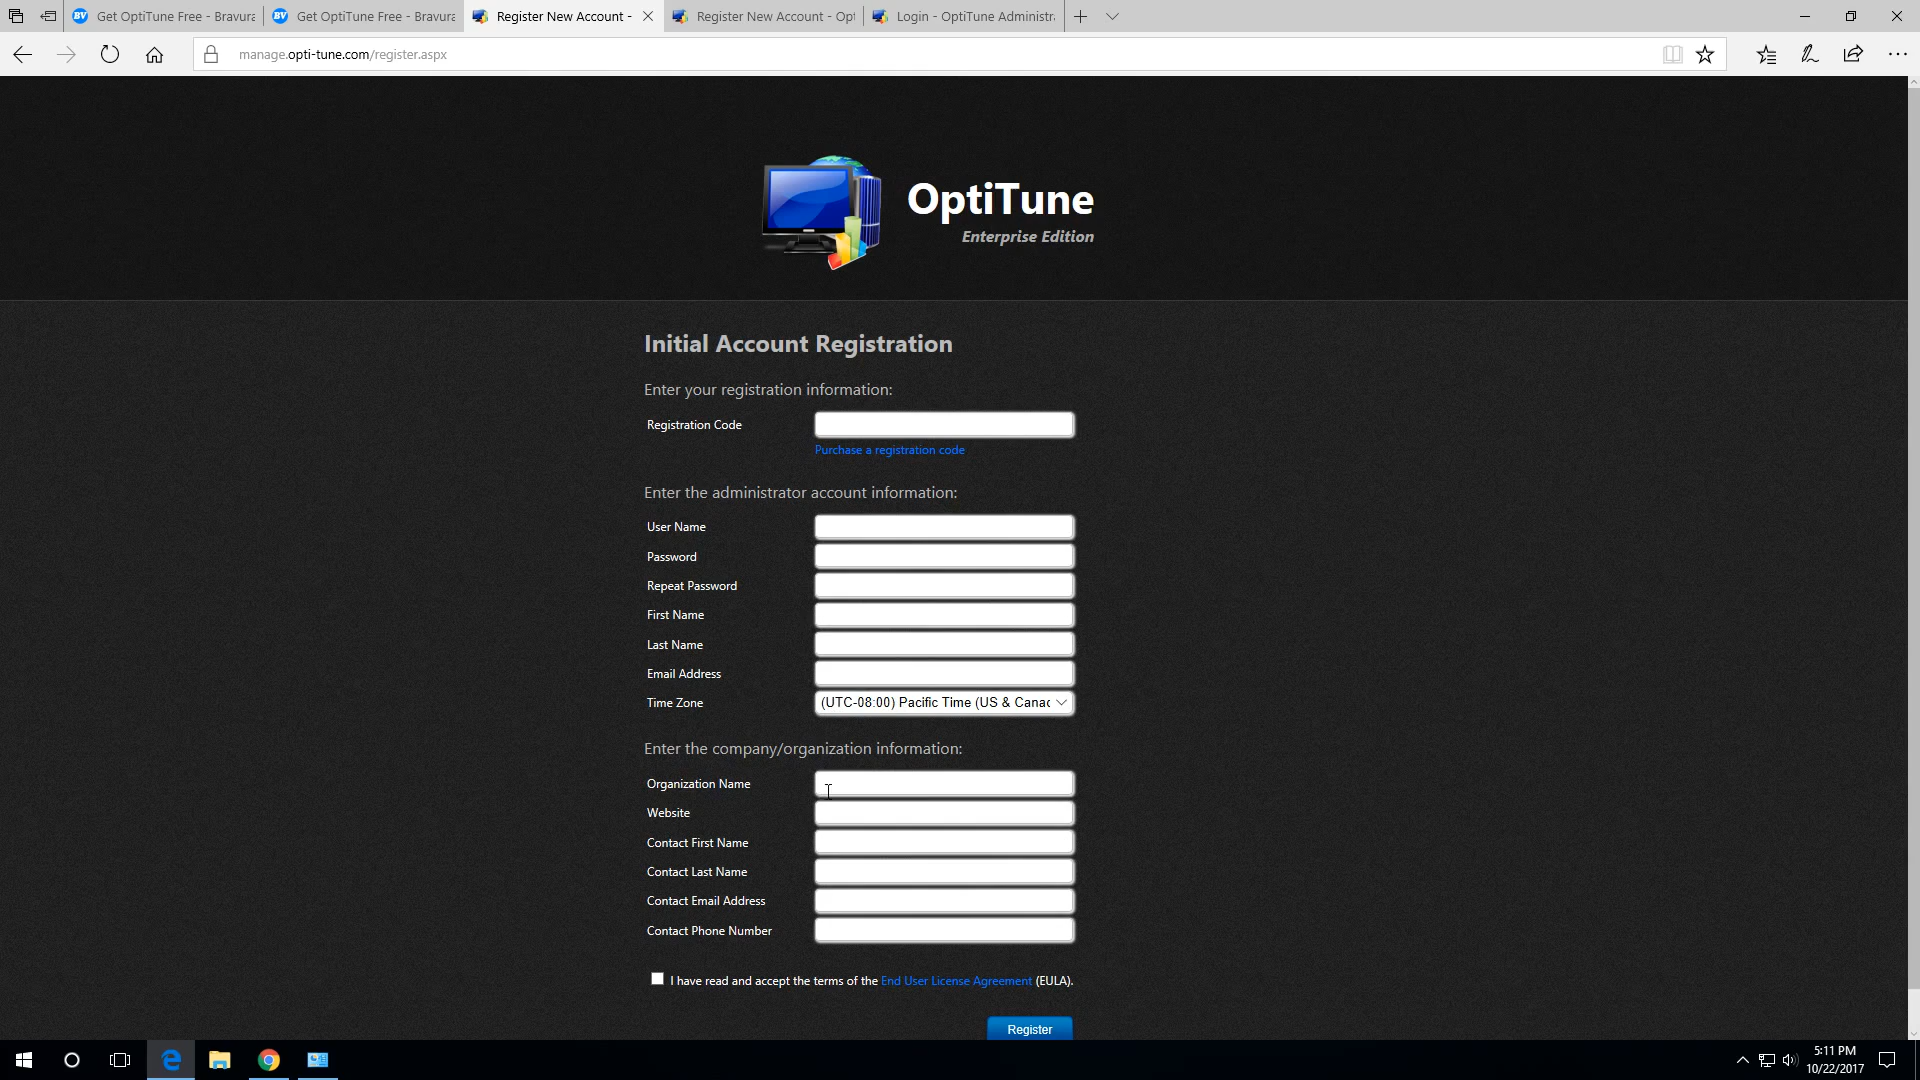 Get OptiTune Free - Bravura
Get OptiTune Free - Bravura
Register New Account -
Register New Account - Opt
Login - OptiTune Administra
manage.opti-tune.com/register.aspx
OptiTune
Enterprise Edition
Initial Account Registration
Enter your registration information:
Registration Code
Purchase a registration code
Enter the administrator account information:
User Name
Password
Repeat Password
First Name
Last Name
Email Address
Time Zone (UTC-08:00) Pacific Time (US & Canad
Enter the company/organization information:
Organization Name
Website
Contact First Name
Contact Last Name
Contact Email Address
Contact Phone Number
I have read and accept the terms of the End User License Agreement (EULA).
Register
5:11 PM
10/22/2017